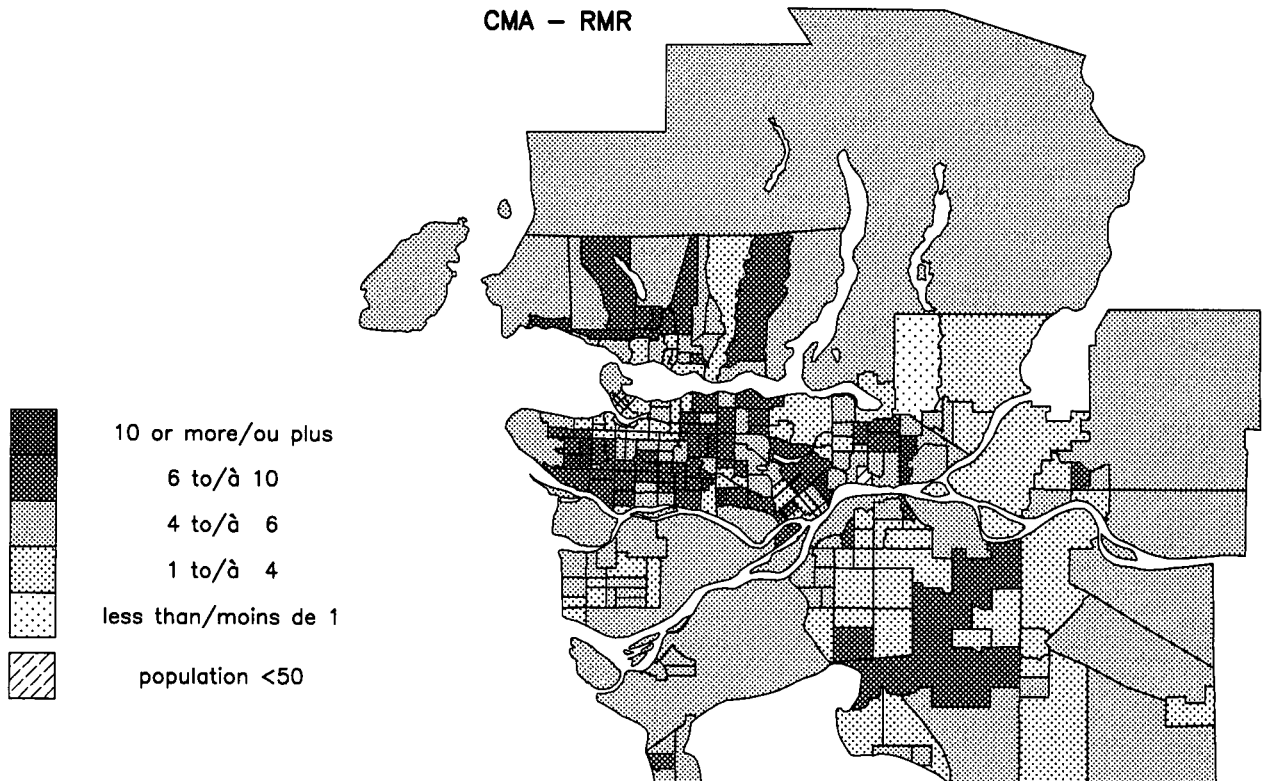 CMA – RMR
10 or more/ou plus
6 to/à 10
4 to/à 6
1 to/à 4
less than/moins de 1
population <50